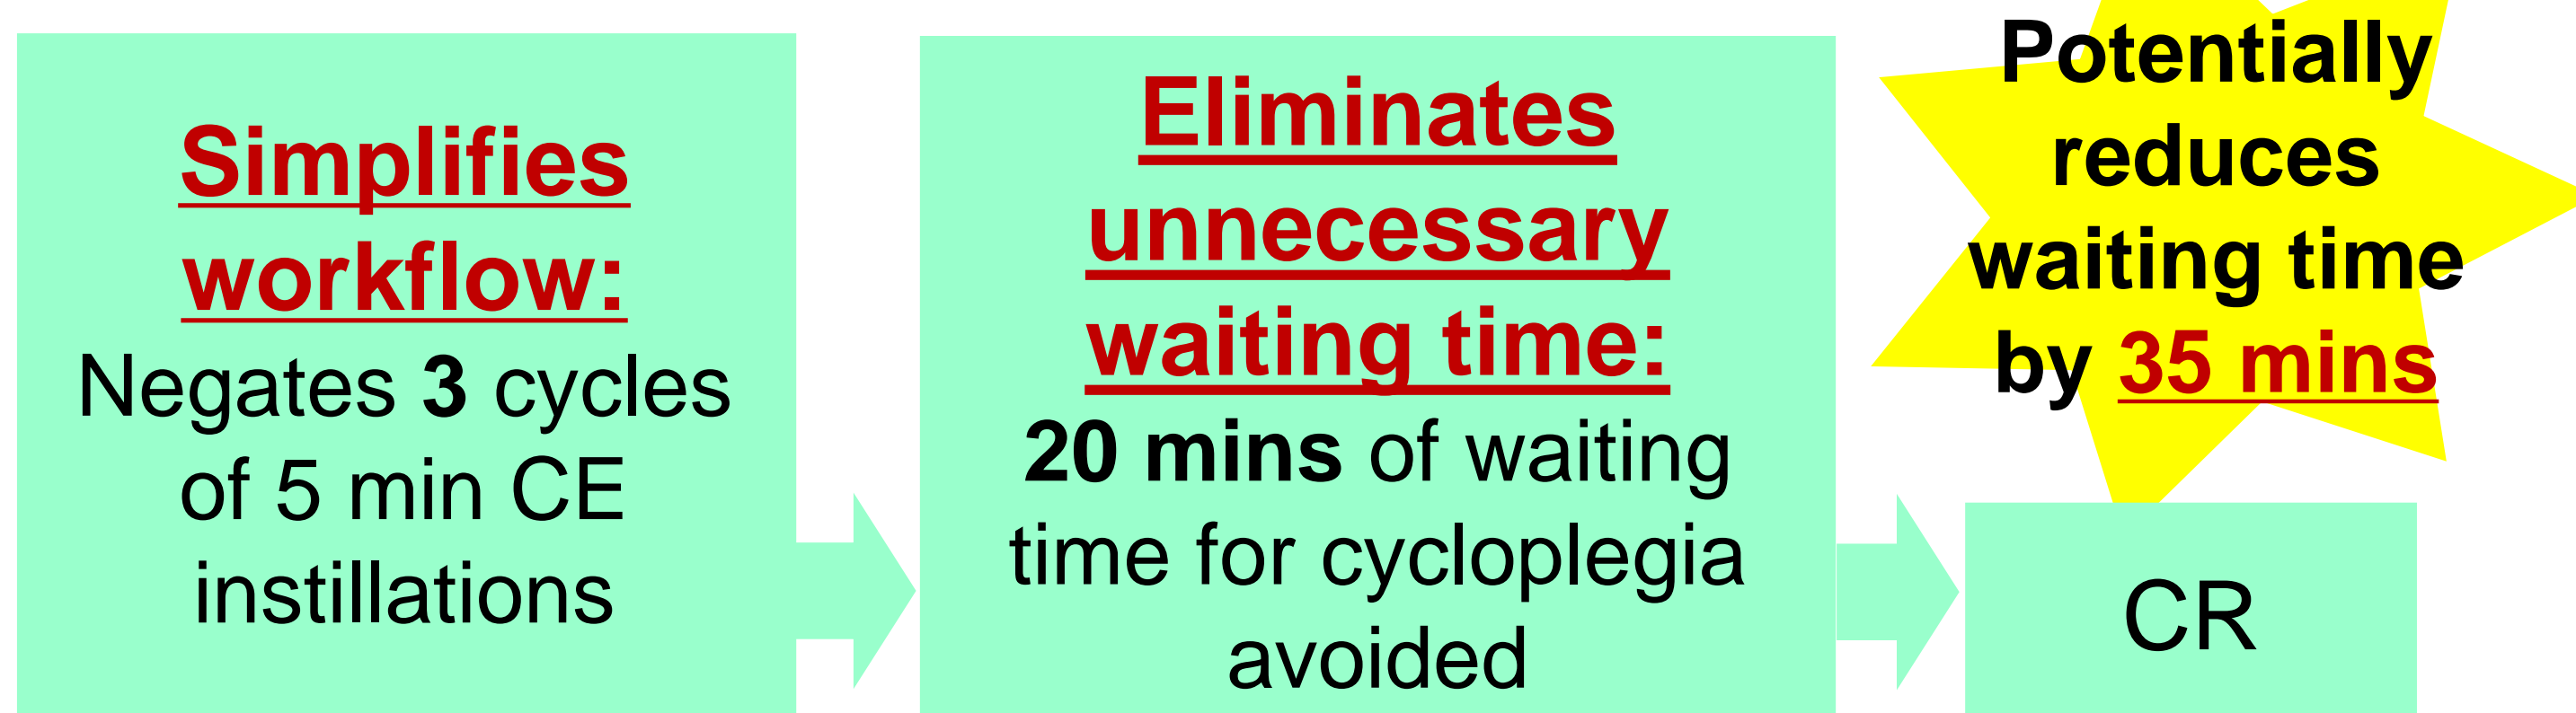 Simplifies
workflow:
Negates 3 cycles
of 5 min CE
instillations
Eliminates
unnecessary
waiting time:
20 mins of waiting
time for cycloplegia
avoided
Potentially
reduces
waiting time
by 35 mins
CR